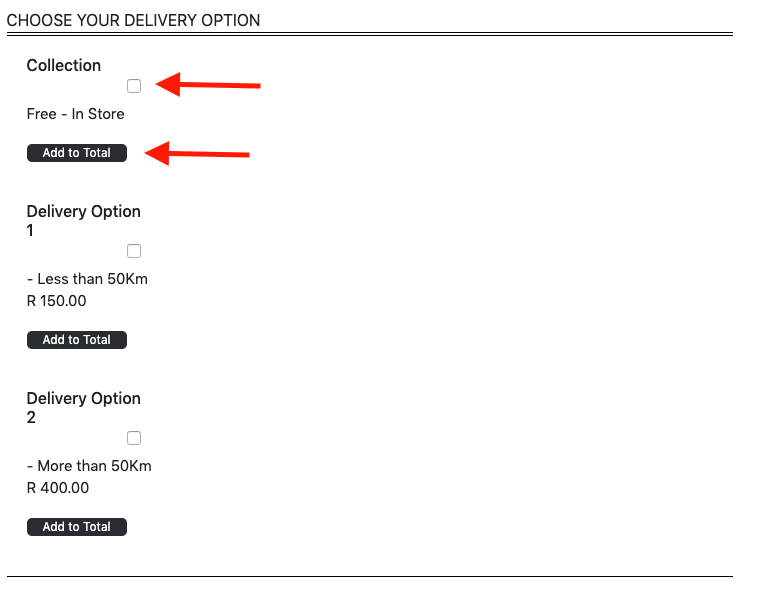 CHOOSE YOUR DELIVERY OPTION
Collection
Free - In Store
Add to Total
Delivery Option
1
- Less than 50Km
R 150.00
Add to Total
Delivery Option
2
- More than 50Km
R 400.00
Add to Total